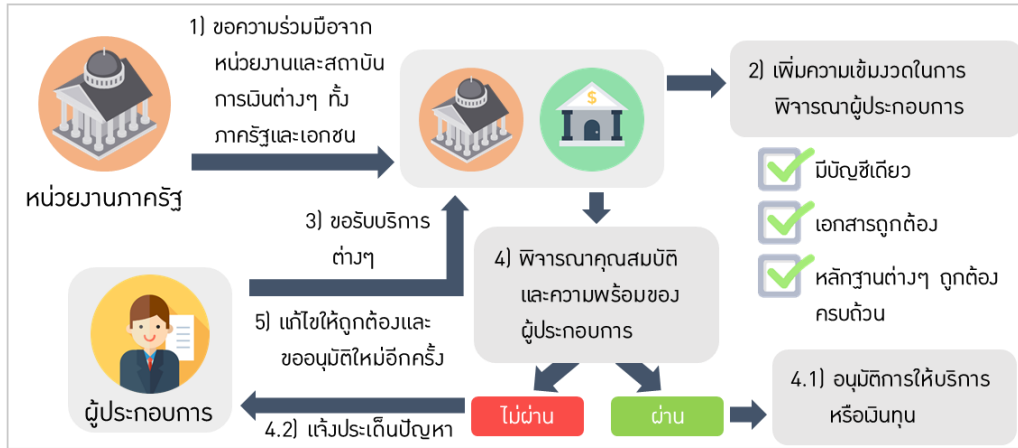 1) ขอความร่วมมือจาก
หน่วยงานและสถาบัน
การเงินต่างๆ ทั้ง
ภาครัฐและเอกชน
หน่วยงานภาครัฐ
$
2) เพิ่มความเข้มงวดในการ
พิจารณาผู้ประกอบการ
มีบัญชีเดียว
เอกสารถูกต้อง
หลักฐานต่างๆ ถูกต้อง
ครบถ้วน
3) ขอรับบริการ
ต่างๆ
4) พิจารณาคุณสมบัติ
และความพร้อมของ
ผู้ประกอบการ
5) แก้ไขให้ถูกต้องและ
ขออนุมัติใหม่อีกครั้ง
ผู้ประกอบการ
4.2) แจ้งประเด็นปัญหา
ไม่ผ่าน
ผ่าน
4.1) อนุมัติการให้บริการ
หรือเงินทุน